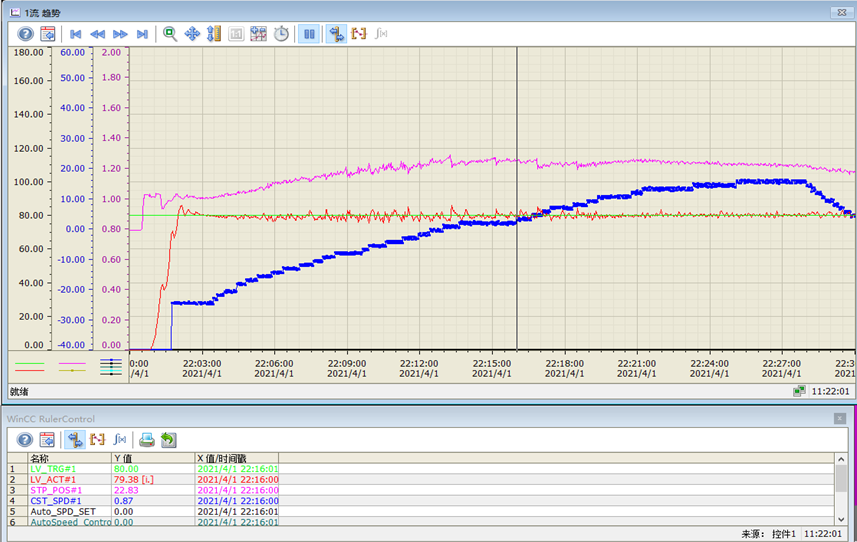 1流 趋势
180.00 60.00 2.00
160.00 50.00 1.80
140.00 40.00 1.60
120.00 30.00 1.40
100.00 20.00 1.20
80.00 10.00 1.00
60.00 0.00 0.80
40.00 -10.00 0.60
20.00 -20.00 0.40
0.00 -30.00 0.20
-40.00 0.00
0:00 22:03:00 22:06:00 22:09:00 22:12:00 22:15:00 22:18:00 22:21:00 22:24:00 22:27:00 22:3
/4/1 2021/4/1 2021/4/1 2021/4/1 2021/4/1 2021/4/1 2021/4/1 2021/4/1 2021/4/1 2021/4/1 2021
就绪 11:22:01
WinCC RulerControl
名称 Y 值 X 值/时间戳
1 LV_TRG#1 80.00 2021/4/1 22:16:01
2 LV_ACT#1 79.38 [i.] 2021/4/1 22:16:00
3 STP_POS#1 22.83 2021/4/1 22:16:00
4 CST_SPD#1 0.87 2021/4/1 22:16:00
5 Auto_SPD_SET 0.00 2021/4/1 22:16:01
6 AutoSpeed_Contro 0.00 2021/4/1 22:16:01
来源: 控件1 11:22:01